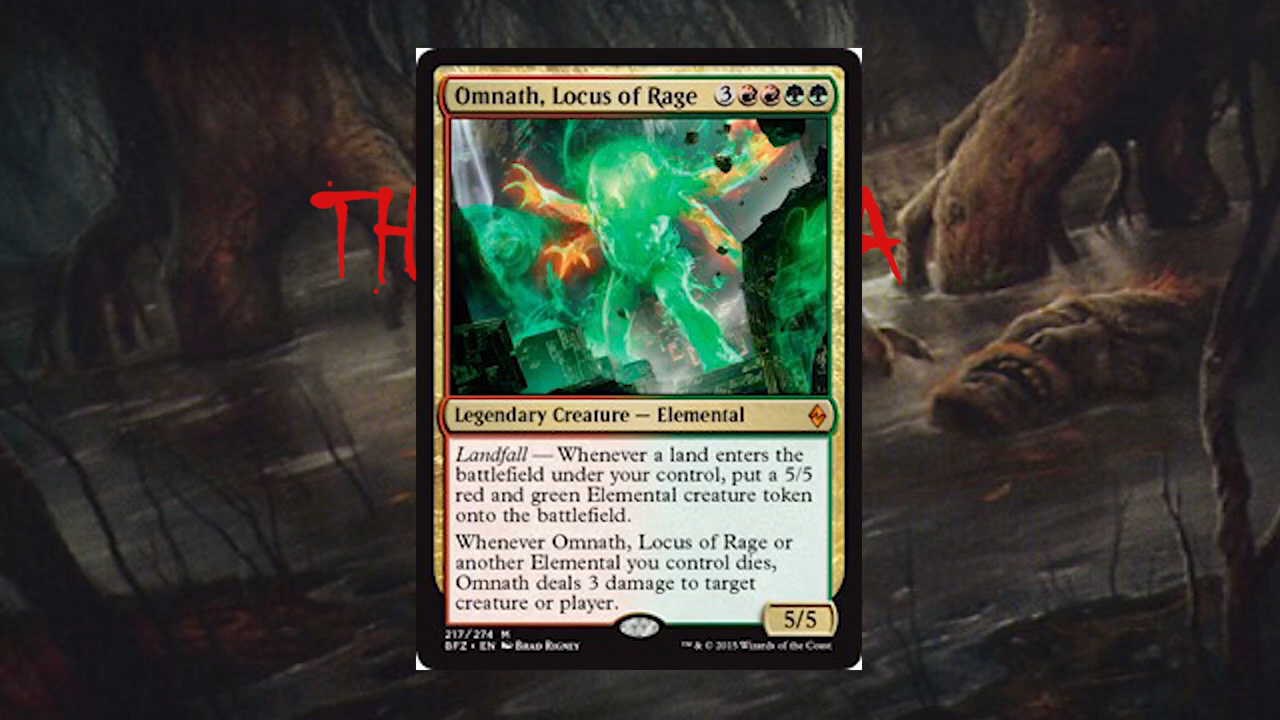 Omnath, Locus of Rage 3
Legendary Creature — Elemental
Landfall — Whenever a land enters the
battlefield under your control, put a 5/5
red and green Elemental creature token
onto the battlefield.
Whenever Omnath, Locus of Rage or
another Elemental you control dies,
Omnath deals 3 damage to target
creature or player.
5/5
217/274 M
BFZ • EN Brad Rigney
™ & © 2015 Wizards of the Coast